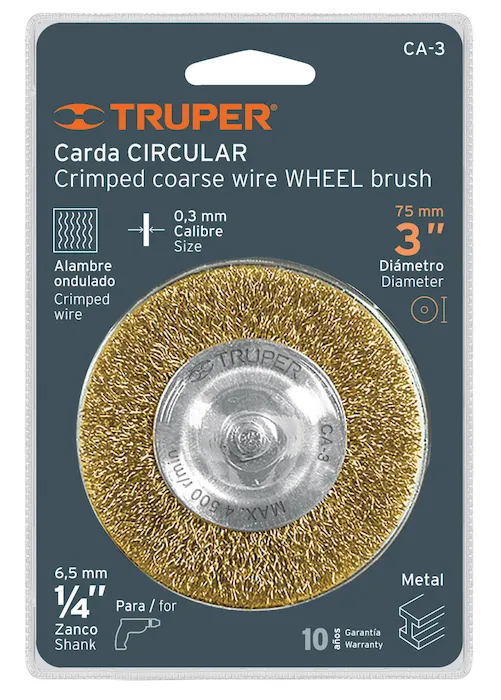 CA-3
TRUPER®
Carda CIRCULAR
Crimped coarse wire WHEEL brush
0,3 mm
Calibre
Size
75 mm
3"
Diámetro
Diameter
Alambre
ondulado
Crimped
wire
TRUPER
CA-3
MAX. 4 500 r/min
6,5 mm
1/4"
Zanco
Shank
Para / for
Metal
10 años Garantía
Warranty